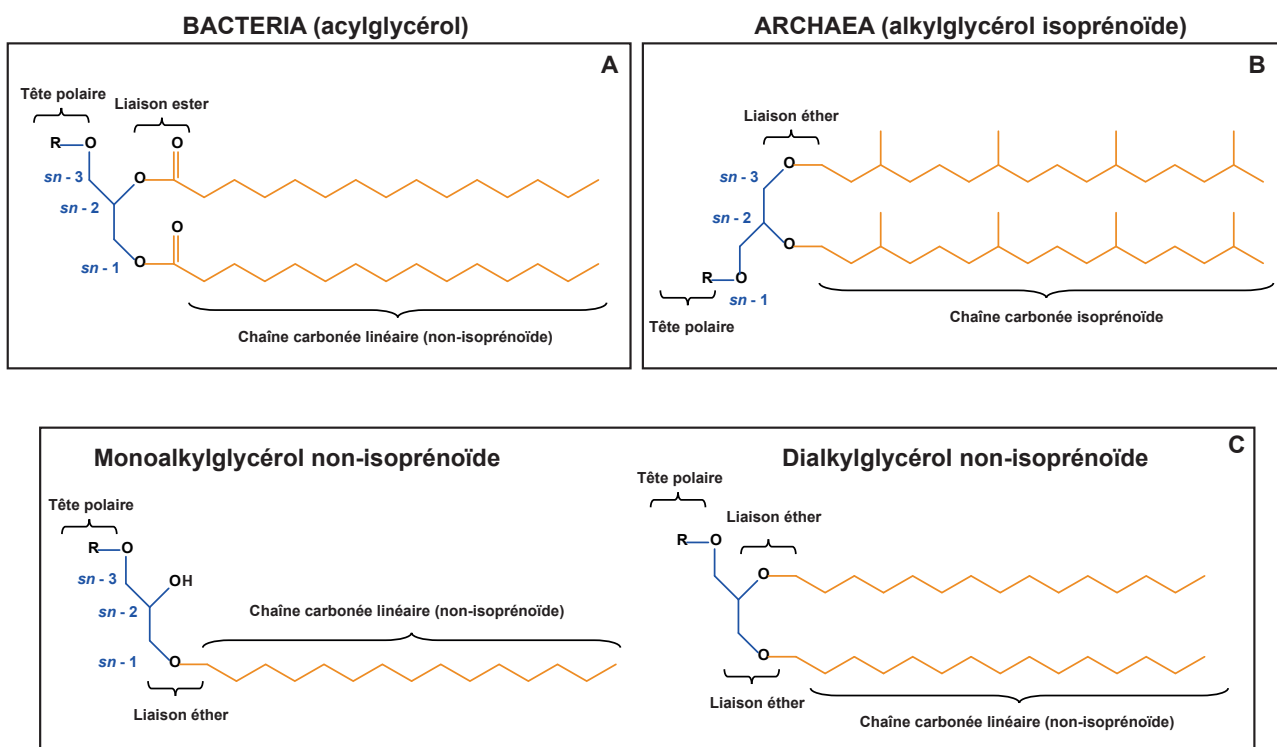 BACTERIA (acylglycérol)
A
Tête polaire
Liaison ester
R
O
O
sn - 3
O
sn - 2
O
sn - 1
O
Chaîne carbonée linéaire (non-isoprénoïde)
ARCHAEA (alkylglycérol isoprénoïde)
B
Liaison éther
O
sn - 3
sn - 2
O
R
O
sn - 1
Tête polaire
Chaîne carbonée isoprénoïde
C
Monoalkylglycérol non-isoprénoïde
Tête polaire
R
O
sn - 3
OH
sn - 2
Chaîne carbonée linéaire (non-isoprénoïde)
sn - 1
O
Liaison éther
Dialkylglycérol non-isoprénoïde
Tête polaire
Liaison éther
R
O
O
O
Liaison éther
Chaîne carbonée linéaire (non-isoprénoïde)